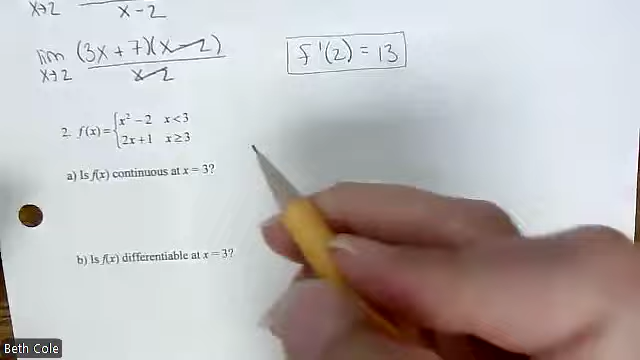 x→2 x-2
lim (3x+7)(x-2) f'(2) = 13
x→2 x-2
2. f(x)= { x² - 2 x<3
2x+1 x≥3
a) Is f(x) continuous at x = 3?
b) Is f(x) differentiable at x = 3?
Beth Cole